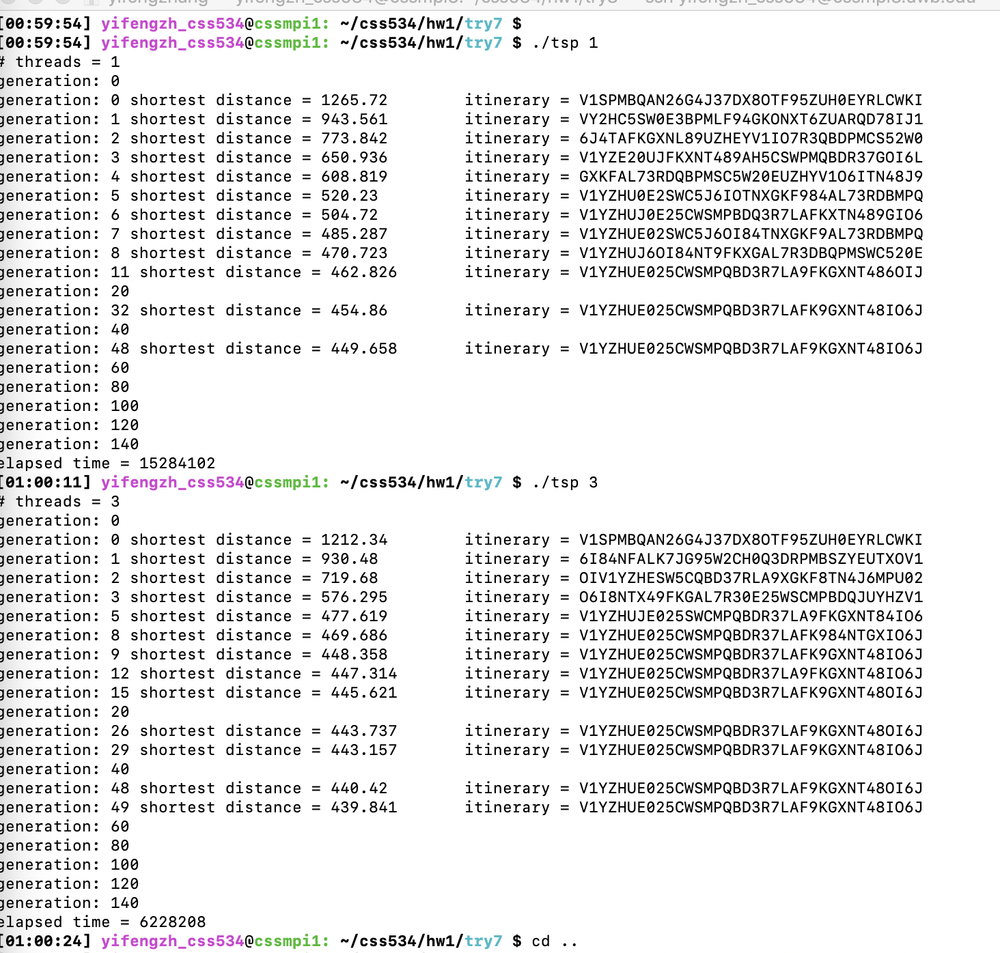 [00:59:54] yifengzh_css534@cssmpi1: ~/css534/hw1/try7 $
[00:59:54] yifengzh_css534@cssmpi1: ~/css534/hw1/try7 $ ./tsp 1
# threads = 1
generation: 0
generation: 0 shortest distance = 1265.72 itinerary = V1SPMBQAN26G4J37DX8OTF95ZUH0EYRLCWKI
generation: 1 shortest distance = 943.561 itinerary = VY2HC5SW0E3BPMLF94GKONXT6ZUARQD78IJ1
generation: 2 shortest distance = 773.842 itinerary = 6J4TAFKGXNL89UZHEYV1IO7R3QBDPMCS52W0
generation: 3 shortest distance = 650.936 itinerary = V1YZE20UJFKXNT489AH5CSWPMQBDR37GOI6L
generation: 4 shortest distance = 608.819 itinerary = GXKFAL73RDQBPMSC5W20EUZHYV1O6ITN48J9
generation: 5 shortest distance = 520.23 itinerary = V1YZHU0E2SWC5J6IOTNXGKF984AL73RDBMPQ
generation: 6 shortest distance = 504.72 itinerary = V1YZHUJ0E25CWSMPBDQ3R7LAFKXTN489GIO6
generation: 7 shortest distance = 485.287 itinerary = V1YZHUE02SWC5J6OI84TNXGKF9AL73RDBMPQ
generation: 8 shortest distance = 470.723 itinerary = V1YZHUJ6OI84NT9FKXGAL7R3DBQPMSWC520E
generation: 11 shortest distance = 462.826 itinerary = V1YZHUE025CWSMPQBD3R7LA9FKGXNT486OIJ
generation: 20
generation: 32 shortest distance = 454.86 itinerary = V1YZHUE025CWSMPQBD3R7LAFK9GXNT48IO6J
generation: 40
generation: 48 shortest distance = 449.658 itinerary = V1YZHUE025CWSMPQBD3R7LAF9KGXNT48IO6J
generation: 60
generation: 80
generation: 100
generation: 120
generation: 140
elapsed time = 15284102
[01:00:11] yifengzh_css534@cssmpi1: ~/css534/hw1/try7 $ ./tsp 3
# threads = 3
generation: 0
generation: 0 shortest distance = 1212.34 itinerary = V1SPMBQAN26G4J37DX8OTF95ZUH0EYRLCWKI
generation: 1 shortest distance = 930.48 itinerary = 6I84NFALK7JG95W2CH0Q3DRPMBSZYEUTXOV1
generation: 2 shortest distance = 719.68 itinerary = OIV1YZHESW5CQBD37RLA9XGKF8TN4J6MPU02
generation: 3 shortest distance = 576.295 itinerary = O6I8NTX49FKGAL7R30E25WSCMPBDQJUYHZV1
generation: 5 shortest distance = 477.619 itinerary = V1YZHUJE025SWCMPQBDR37LA9FKGXNT84IO6
generation: 8 shortest distance = 469.686 itinerary = V1YZHUE025CWSMPQBDR37LAFK984NTGXIO6J
generation: 9 shortest distance = 448.358 itinerary = V1YZHUE025CWSMPQBDR37LAFK9GXNT48IO6J
generation: 12 shortest distance = 447.314 itinerary = V1YZHUE025CWSMPQBDR37LA9FKGXNT48IO6J
generation: 15 shortest distance = 445.621 itinerary = V1YZHUE025CWSMPQBD3R7LAFK9GXNT48OI6J
generation: 20
generation: 26 shortest distance = 443.737 itinerary = V1YZHUE025CWSMPQBDR37LAF9KGXNT48OI6J
generation: 29 shortest distance = 443.157 itinerary = V1YZHUE025CWSMPQBDR37LAF9KGXNT48IO6J
generation: 40
generation: 48 shortest distance = 440.42 itinerary = V1YZHUE025CWSMPQBD3R7LAF9KGXNT48OI6J
generation: 49 shortest distance = 439.841 itinerary = V1YZHUE025CWSMPQBD3R7LAF9KGXNT48IO6J
generation: 60
generation: 80
generation: 100
generation: 120
generation: 140
elapsed time = 6228208
[01:00:24] yifengzh_css534@cssmpi1: ~/css534/hw1/try7 $ cd ..